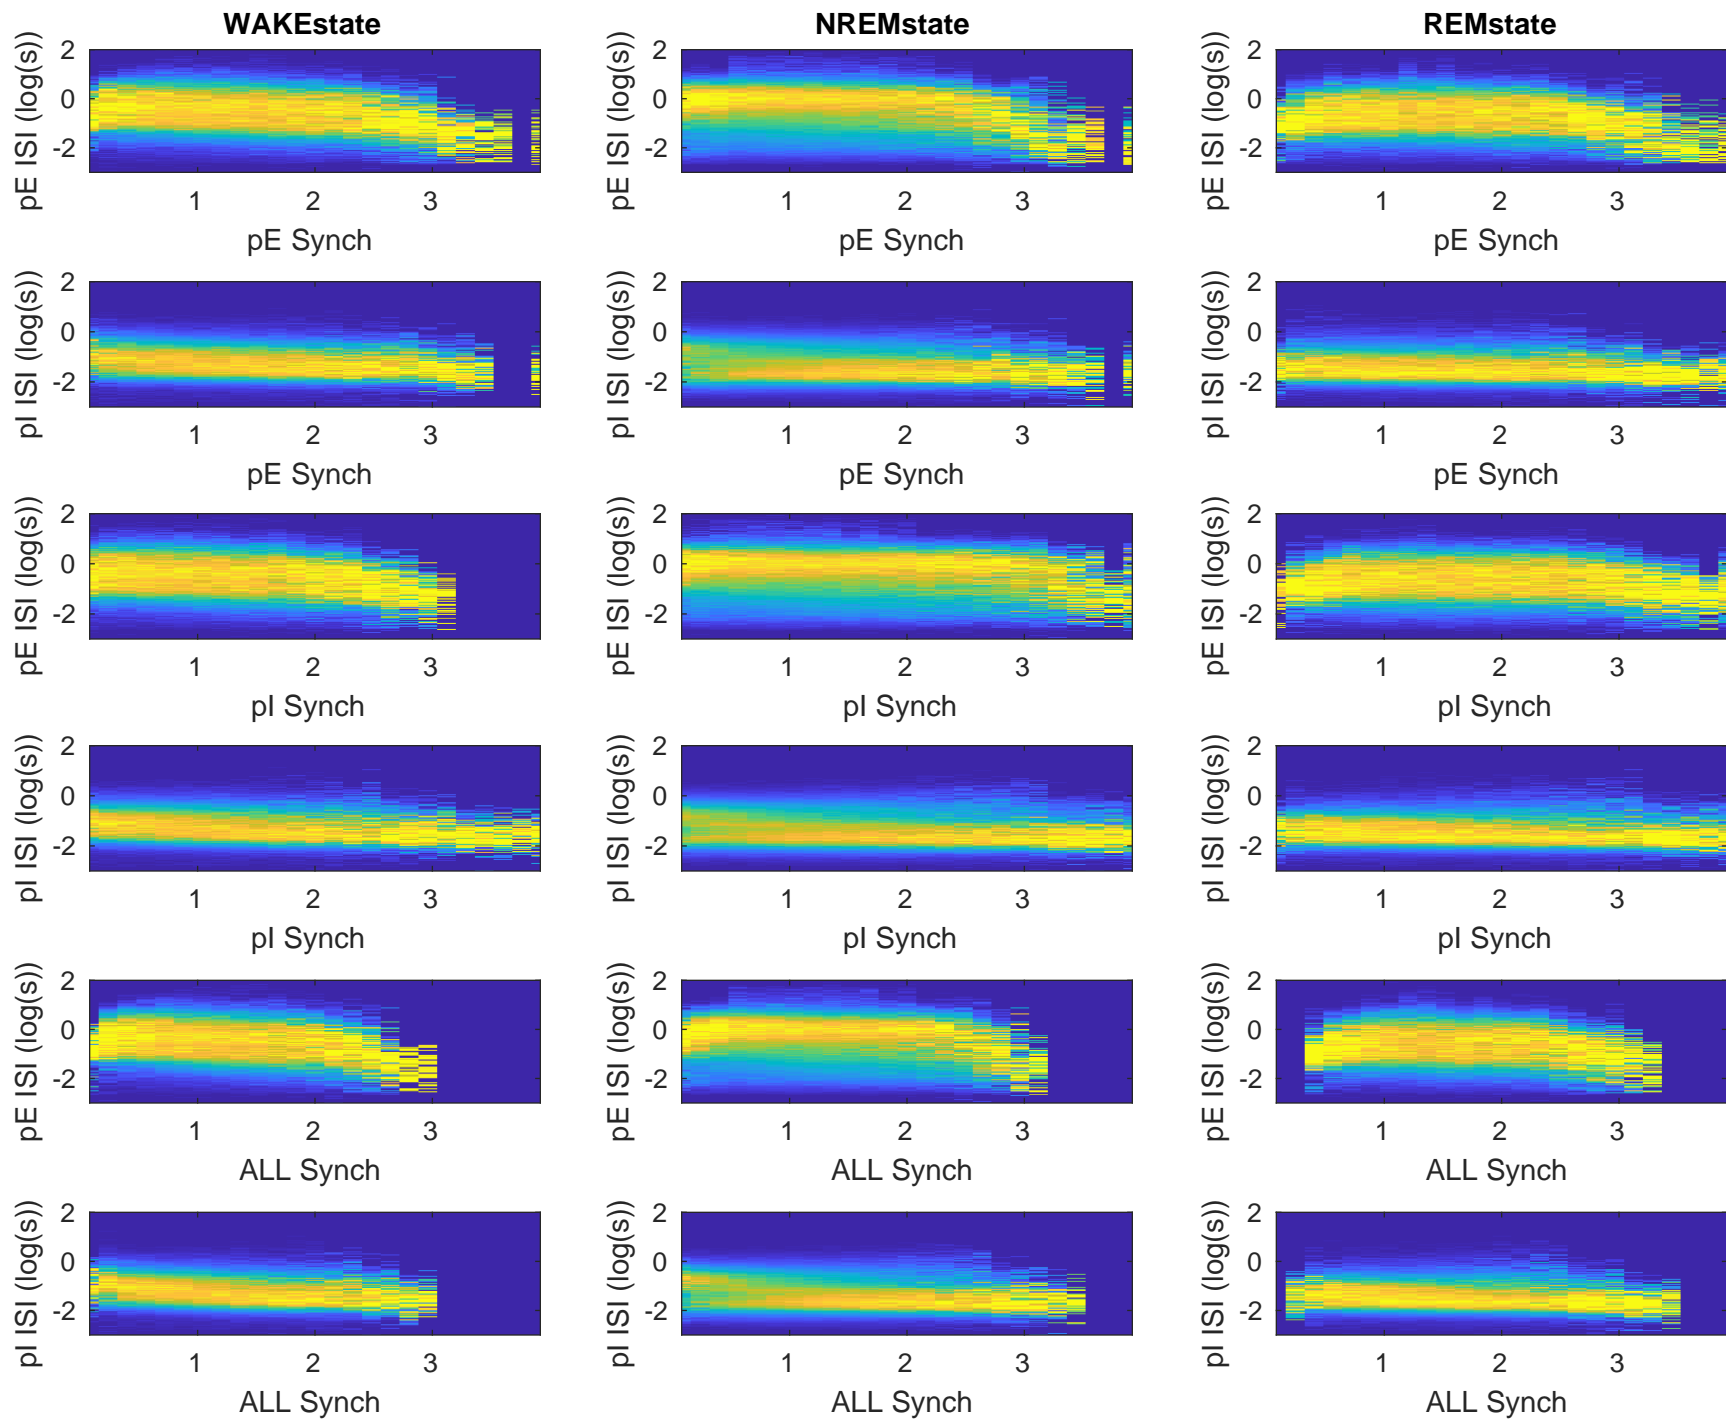 WAKEstate NREMstate REMstate
2 0 -2 pE ISI (log(s)) 1 2 3 pE Synch
2 0 -2 pE ISI (log(s)) 1 2 3 pE Synch
2 0 -2 pE ISI (log(s)) 1 2 3 pE Synch
2 0 -2 pI ISI (log(s)) 1 2 3 pE Synch
2 0 -2 pI ISI (log(s)) 1 2 3 pE Synch
2 0 -2 pI ISI (log(s)) 1 2 3 pE Synch
2 0 -2 pE ISI (log(s)) 1 2 3 pI Synch
2 0 -2 pE ISI (log(s)) 1 2 3 pI Synch
2 0 -2 pE ISI (log(s)) 1 2 3 pI Synch
2 0 -2 pI ISI (log(s)) 1 2 3 pI Synch
2 0 -2 pI ISI (log(s)) 1 2 3 pI Synch
2 0 -2 pI ISI (log(s)) 1 2 3 pI Synch
2 0 -2 pE ISI (log(s)) 1 2 3 ALL Synch
2 0 -2 pE ISI (log(s)) 1 2 3 ALL Synch
2 0 -2 pE ISI (log(s)) 1 2 3 ALL Synch
2 0 -2 pI ISI (log(s)) 1 2 3 ALL Synch
2 0 -2 pI ISI (log(s)) 1 2 3 ALL Synch
2 0 -2 pI ISI (log(s)) 1 2 3 ALL Synch